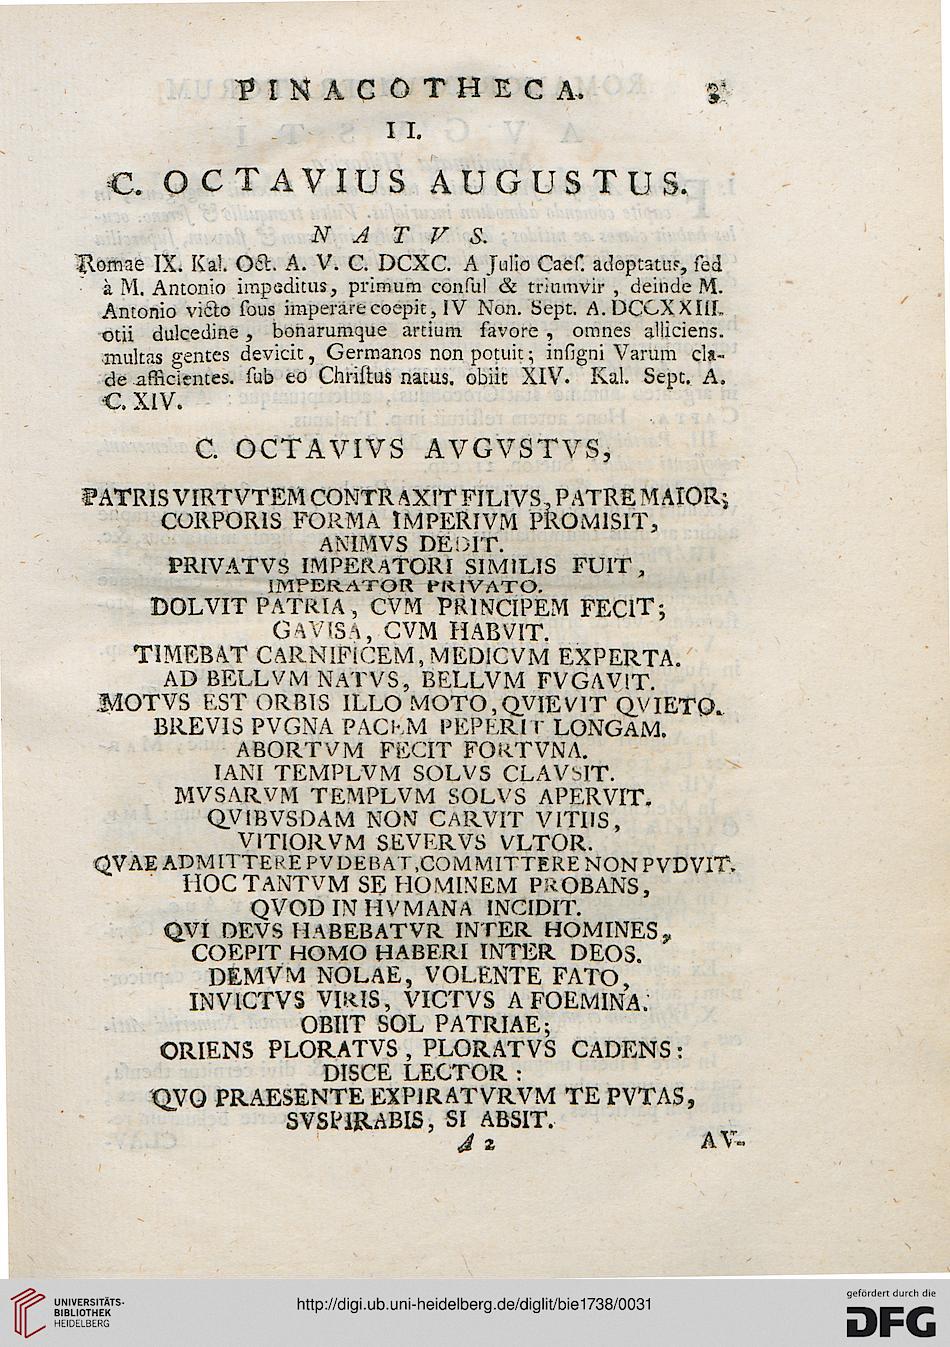 PINACOTHECA. 3
II.
C. OCTAVIUS AUGUSTUS.
NATVS.
Romae IX. Kal. Oct. A. V. C. DCXC. A Julio Caeſ. adoptatus, ſed
à M. Antonio impeditus, primum conſul & triumvir, deinde M.
Antonio victo ſous imperare coepit, IV Non. Sept. A. DCCXXIII.
otii dulcedine, bonarumque artium favore, omnes alliciens.
multas gentes devicit, Germanos non potuit; inſigni Varum cla-
de afficientes. ſub eo Chriſtus natus. obiit XIV. Kal. Sept. A.
C. XIV.
C. OCTAVIVS AVGVSTVS,
PATRIS VIRTVTEM CONTRAXIT FILIVS, PATRE MAIOR;
CORPORIS FORMA IMPERIVM PROMISIT,
ANIMVS DEDIT.
PRIVATVS IMPERATORI SIMILIS FUIT,
IMPERATOR PRIVATO.
DOLVIT PATRIA, CVM PRINCIPEM FECIT;
GAVISA, CVM HABVIT.
TIMEBAT CARNIFICEM, MEDICVM EXPERTA.
AD BELLVM NATVS, BELLVM FVGAVIT.
MOTVS EST ORBIS ILLO MOTO, QVIEVIT QVIETO.
BREVIS PVGNA PACEM PEPERIT LONGAM.
ABORTVM FECIT FORTVNA.
IANI TEMPLVM SOLVS CLAVSIT.
MVSARVM TEMPLVM SOLVS APERVIT.
QVIBVSDAM NON CARVIT VITIIS,
VITIORVM SEVERVS VLTOR.
QVAE ADMITTERE PVDEBAT, COMMITTERE NON PVDVIT.
HOC TANTVM SE HOMINEM PROBANS,
QVOD IN HVMANA INCIDIT.
QVI DEVS HABEBATVR INTER HOMINES,
COEPIT HOMO HABERI INTER DEOS.
DEMVM NOLAE, VOLENTE FATO,
INVICTVS VIRIS, VICTVS A FOEMINA.
OBIIT SOL PATRIAE;
ORIENS PLORATVS, PLORATVS CADENS:
DISCE LECTOR:
QVO PRAESENTE EXPIRATVRVM TE PVTAS,
SVSPIRABIS, SI ABSIT.
A 2 AV-
UNIVERSITÄTS-
BIBLIOTHEK
HEIDELBERG
http://digi.ub.uni-heidelberg.de/diglit/bie1738/0031
gefördert durch die
DFG